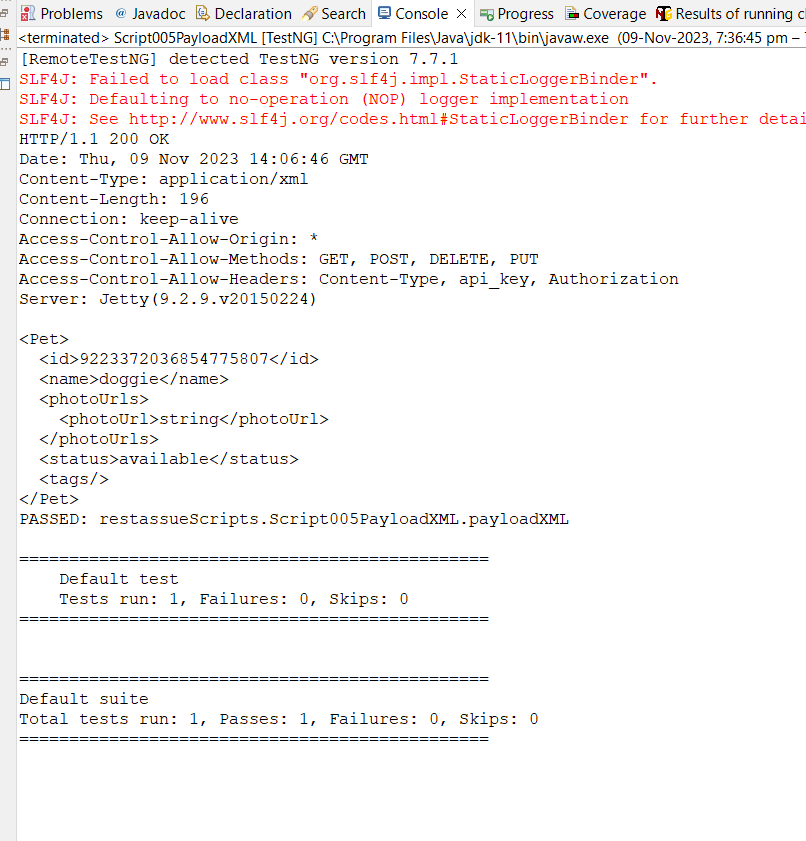 Problems @ Javadoc Declaration Search Console Progress Coverage Results of running c
<terminated> Script005PayloadXML [TestNG] C:\Program Files\Java\jdk-11\bin\javaw.exe (09-Nov-2023, 7:36:45 pm –
[RemoteTestNG] detected TestNG version 7.7.1
SLF4J: Failed to load class "org.slf4j.impl.StaticLoggerBinder".
SLF4J: Defaulting to no-operation (NOP) logger implementation
SLF4J: See http://www.slf4j.org/codes.html#StaticLoggerBinder for further detai
HTTP/1.1 200 OK
Date: Thu, 09 Nov 2023 14:06:46 GMT
Content-Type: application/xml
Content-Length: 196
Connection: keep-alive
Access-Control-Allow-Origin: *
Access-Control-Allow-Methods: GET, POST, DELETE, PUT
Access-Control-Allow-Headers: Content-Type, api_key, Authorization
Server: Jetty(9.2.9.v20150224)
<Pet>
  <id>9223372036854775807</id>
  <name>doggie</name>
  <photoUrls>
    <photoUrl>string</photoUrl>
  </photoUrls>
  <status>available</status>
  <tags/>
</Pet>
PASSED: restassueScripts.Script005PayloadXML.payloadXML
===============================================
    Default test
    Tests run: 1, Failures: 0, Skips: 0
===============================================
===============================================
Default suite
Total tests run: 1, Passes: 1, Failures: 0, Skips: 0
===============================================